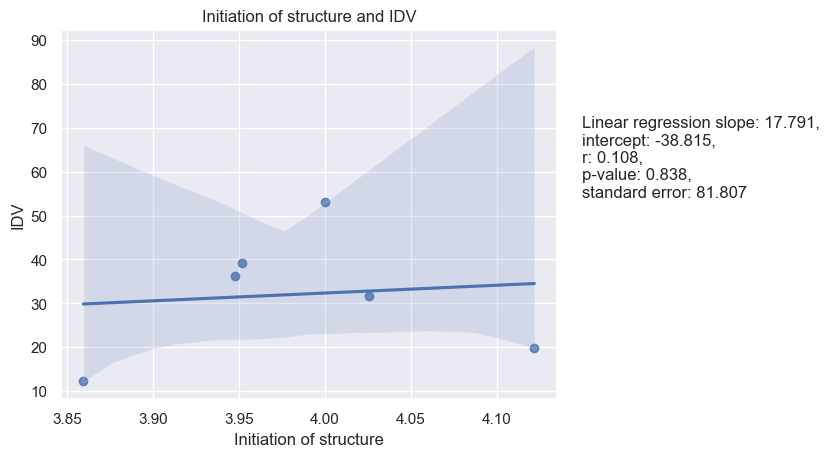 Initiation of structure and IDV
90
80
70
60
50
40
30
20
10
IDV
3.85 3.90 3.95 4.00 4.05 4.10
Initiation of structure
Linear regression slope: 17.791,
intercept: -38.815,
r: 0.108,
p-value: 0.838,
standard error: 81.807